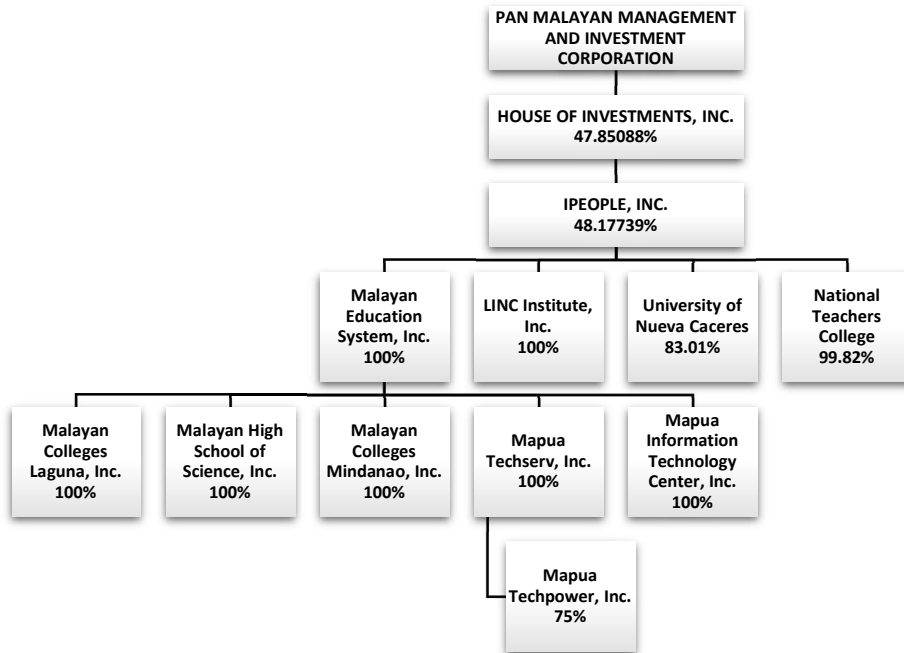 PAN MALAYAN MANAGEMENT
AND INVESTMENT
CORPORATION
HOUSE OF INVESTMENTS, INC.
47.85088%
IPEOPLE, INC.
48.17739%
Malayan
Education
System, Inc.
100%
LINC Institute,
Inc.
100%
University of
Nueva Caceres
83.01%
National
Teachers
College
99.82%
Malayan
Colleges
Laguna, Inc.
100%
Malayan High
School of
Science, Inc.
100%
Malayan
Colleges
Mindanao, Inc.
100%
Mapua
Techserv, Inc.
100%
Mapua
Information
Technology
Center, Inc.
100%
Mapua
Techpower, Inc.
75%